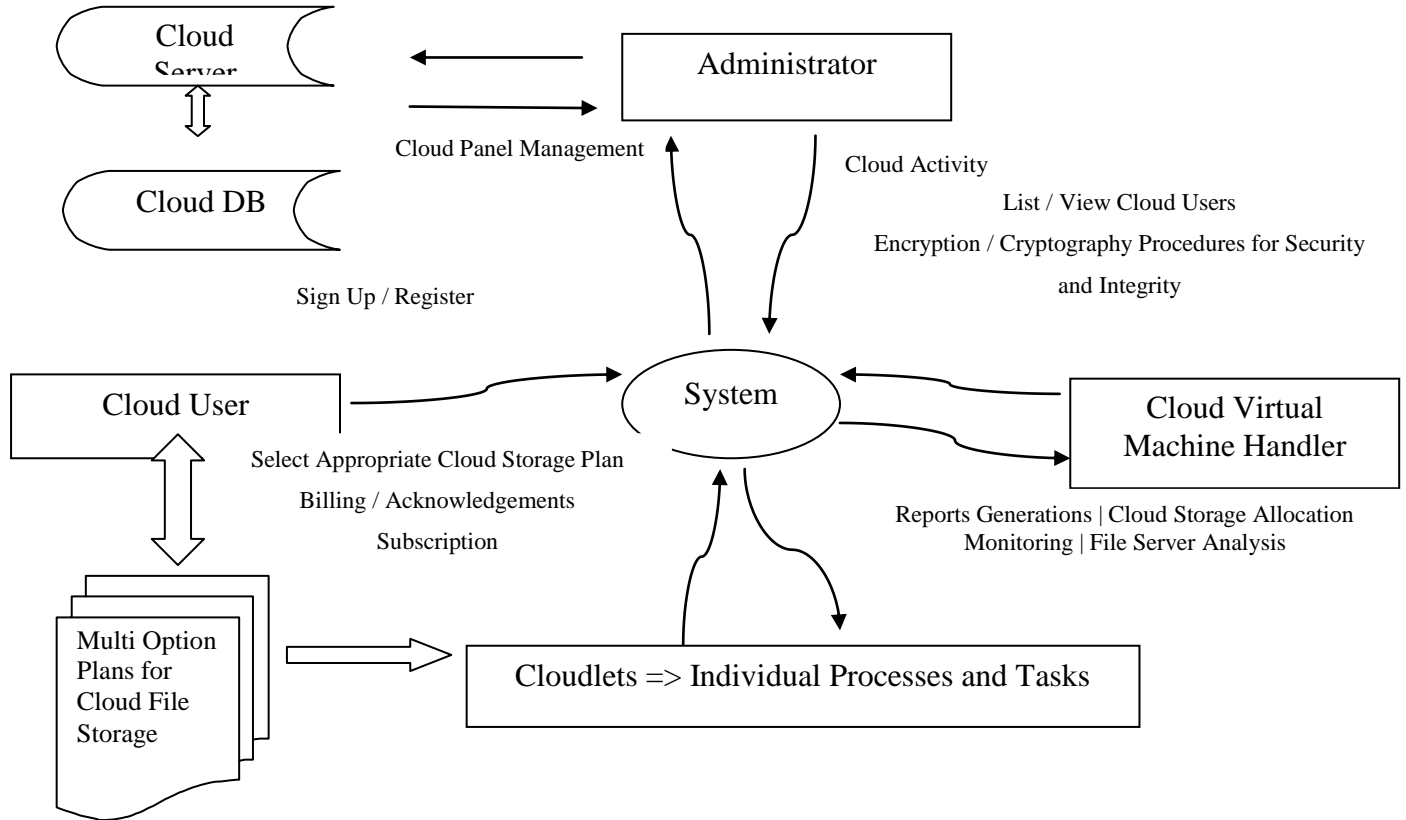 Cloud
Server
Administrator
Cloud Panel Management
Cloud Activity
Cloud DB
List / View Cloud Users
Encryption / Cryptography Procedures for Security
and Integrity
Sign Up / Register
System
Cloud User
Cloud Virtual
Machine Handler
Select Appropriate Cloud Storage Plan
Billing / Acknowledgements
Subscription
Reports Generations | Cloud Storage Allocation
Monitoring | File Server Analysis
Multi Option
Plans for
Cloud File
Storage
Cloudlets => Individual Processes and Tasks